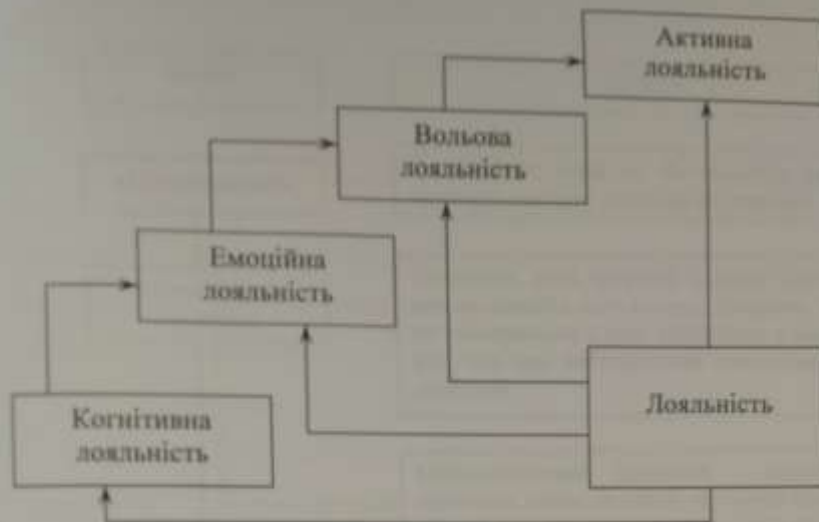 Активна
лояльність
Вольова
лояльність
Емоційна
лояльність
Когнітивна
лояльність
Лояльність